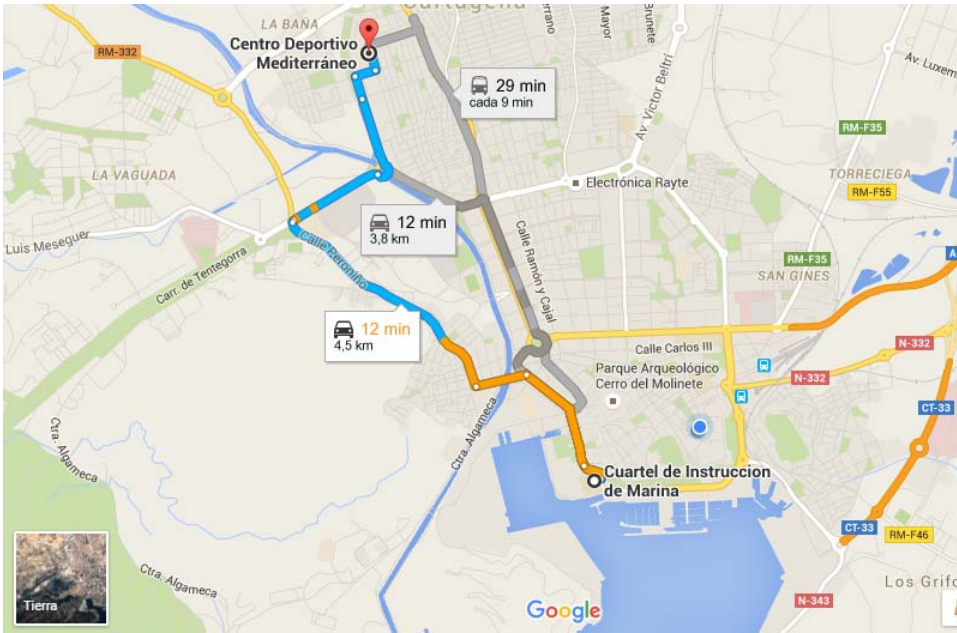 Cartagena
LA BAÑA
Centro Deportivo
Mediterráneo
RM-332
Mayor
Brunete
Av. Víctor Beltrí
Av. Luxem
29 min
cada 9 min
RM-F35
LA VAGUADA
Electrónica Rayte
TORRECIEGA
RM-F55
Luis Meseguer
12 min
3,8 km
Calle Peroniño
Calle Ramón y Cajal
Carr. de Tentegorra
RM-F35
SAN GINES
12 min
4,5 km
Calle Carlos III
N-332
Parque Arqueológico
Cerro del Molinete
N-332
CT-33
Ctra. Algameca
Ctra. Algameca
Cuartel de Instruccion
de Marina
CT-33
RM-F46
Ctra. Algameca
Los Grifo
N-343
Tierra
Google